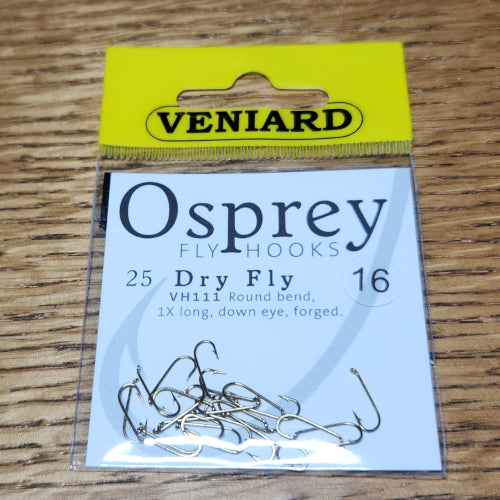 VENIARD
Osprey
FLY HOOKS
25 Dry Fly 16
VH111 Round bend,
1X long, down eye, forged.